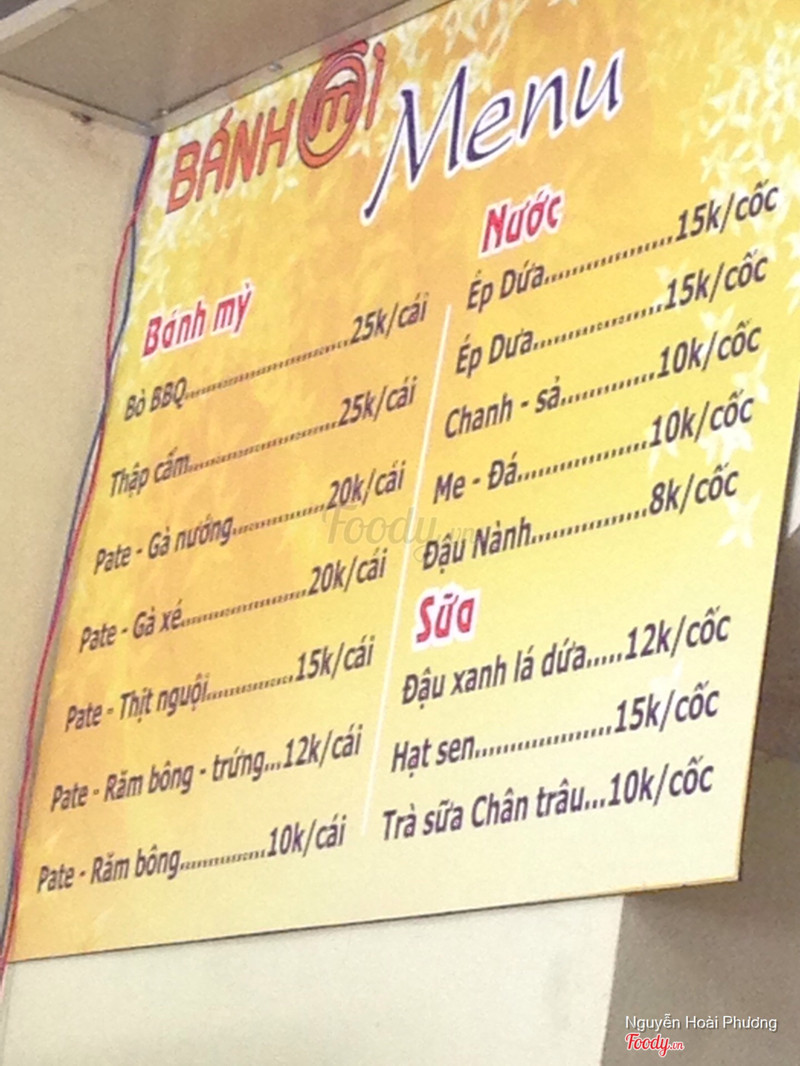 BÁNH mì
Menu
Bánh mỳ
Bò BBQ..................25k/cái
Thập cẩm..................25k/cái
Pate - Gà nướng...........20k/cái
Pate - Gà xé...............20k/cái
Pate - Thịt nguội...........15k/cái
Pate - Răm bông - trứng...12k/cái
Pate - Răm bông...........10k/cái
Nước
Ép Dứa..................15k/cốc
Ép Dưa..................15k/cốc
Chanh - sả............10k/cốc
Me - Đá.................10k/cốc
Đậu Nành...............8k/cốc
Sữa
Đậu xanh lá dứa.....12k/cốc
Hạt sen..................15k/cốc
Trà sữa Chân trâu...10k/cốc
Foody.vn
Nguyễn Hoài Phương
Foody.vn